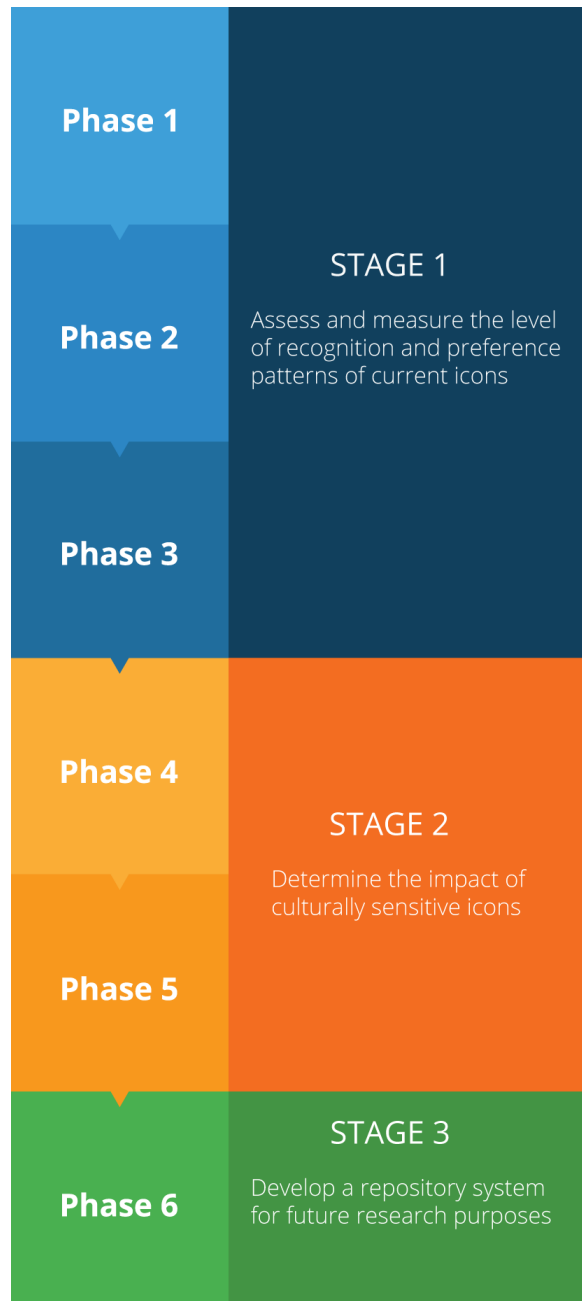 Phase 1
Phase 2
Phase 3
STAGE 1
Assess and measure the level
of recognition and preference
patterns of current icons
Phase 4
Phase 5
STAGE 2
Determine the impact of
culturally sensitive icons
Phase 6
STAGE 3
Develop a repository system
for future research purposes